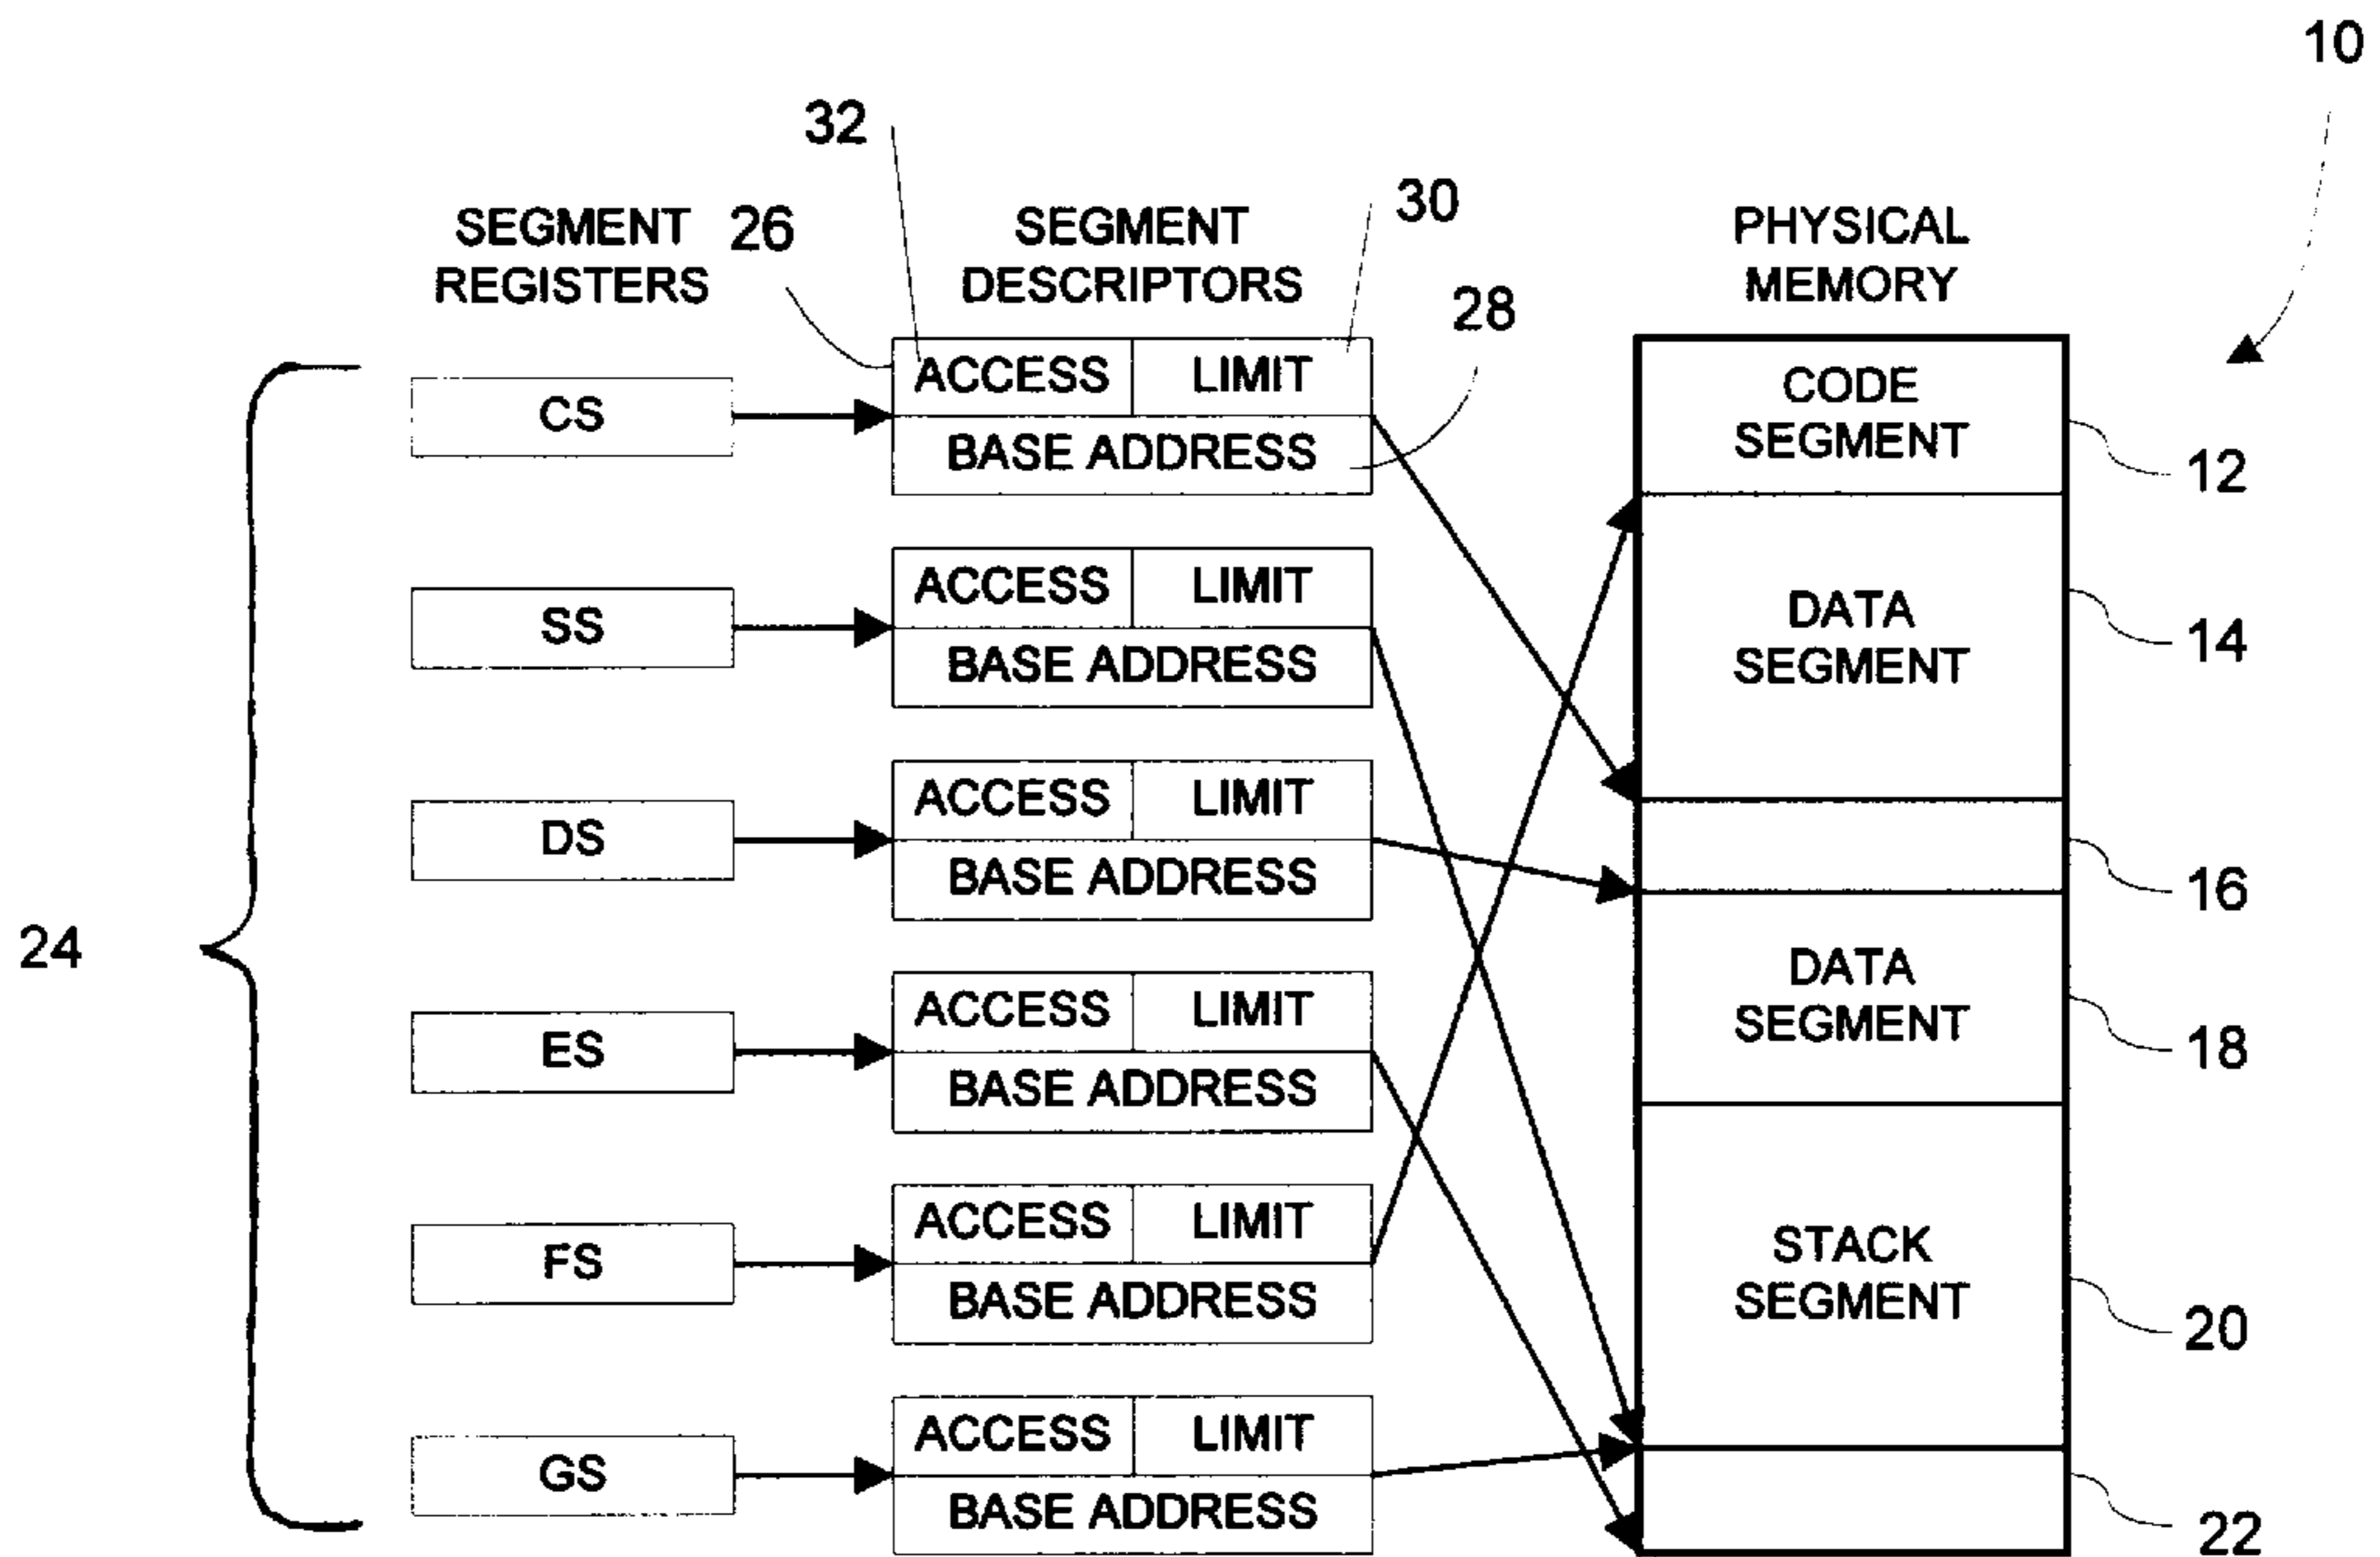 10
32
30
SEGMENT REGISTERS
26
SEGMENT DESCRIPTORS
28
PHYSICAL MEMORY
24
CS
ACCESS LIMIT
BASE ADDRESS
SS
ACCESS LIMIT
BASE ADDRESS
DS
ACCESS LIMIT
BASE ADDRESS
ES
ACCESS LIMIT
BASE ADDRESS
FS
ACCESS LIMIT
BASE ADDRESS
GS
ACCESS LIMIT
BASE ADDRESS
CODE
SEGMENT
12
DATA
SEGMENT
14
16
DATA
SEGMENT
18
STACK
SEGMENT
20
22